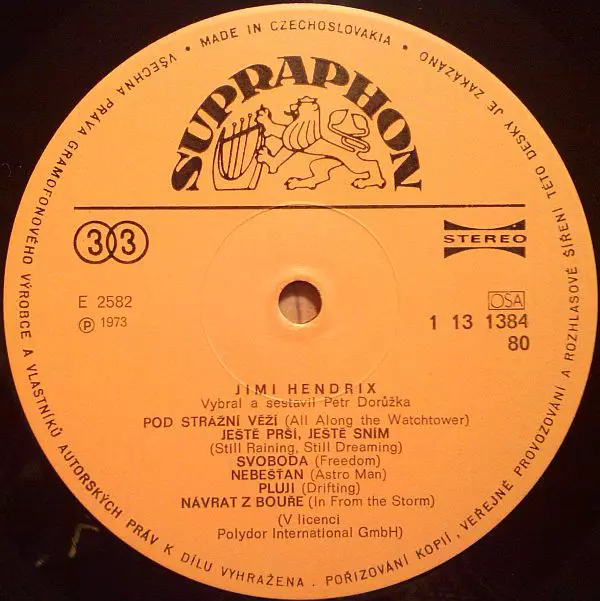 • MADE IN CZECHOSLOVAKIA •
VŠECHNA PRÁVA GRAMOFONOVÉHO VÝROBCE A VLASTNÍKŮ AUTORSKÝCH PRÁV K DÍLU VYHRAŽENA. POŘIZOVÁNÍ KOPIÍ, VEŘEJNÉ PROVOZOVÁNÍ A ROZHLASOVÉ ŠÍŘENÍ TÉTO DESKY JE ZAKÁZÁNO
SUPRAPHON
33
STEREO
E 2582
Ⓟ 1973
OSA
1 13 1384
80
JIMI HENDRIX
Vybral a sestavil Petr Dorůžka
POD STRÁŽNÍ VĚŽÍ (All Along the Watchtower)
JEŠTĚ PRŠÍ, JEŠTĚ SNÍM
(Still Raining, Still Dreaming)
SVOBODA (Freedom)
NEBEŠŤAN (Astro Man)
PLUJI (Drifting)
NÁVRAT Z BOUŘE (In From the Storm)
(V licenci
Polydor International GmbH)